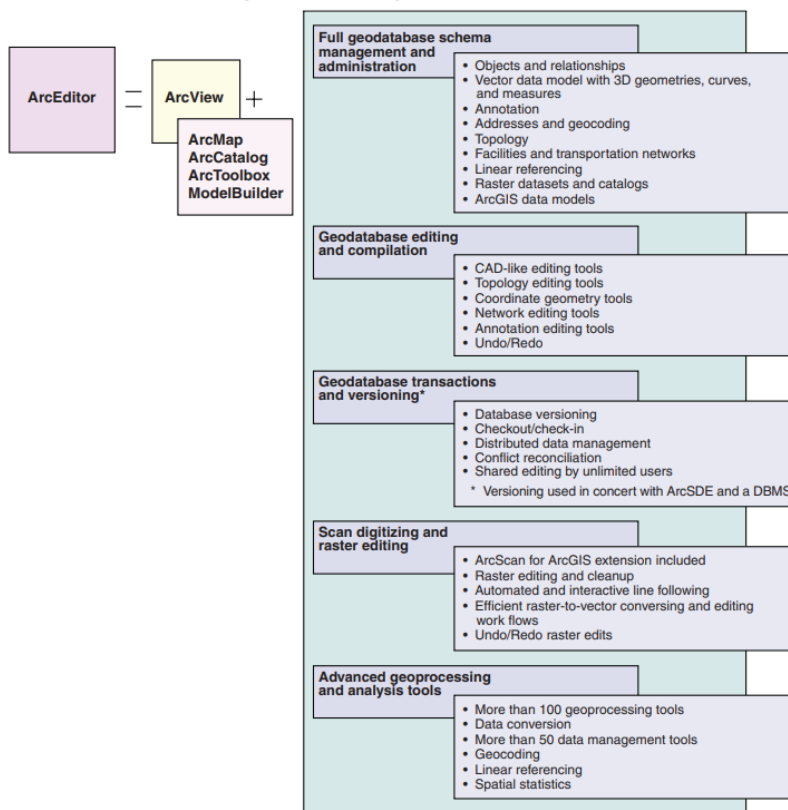 ArcEditor
=
ArcView
+
ArcMap
ArcCatalog
ArcToolbox
ModelBuilder
Full geodatabase schema
management and
administration
• Objects and relationships
• Vector data model with 3D geometries, curves,
and measures
• Annotation
• Addresses and geocoding
• Topology
• Facilities and transportation networks
• Linear referencing
• Raster datasets and catalogs
• ArcGIS data models
Geodatabase editing
and compilation
• CAD-like editing tools
• Topology editing tools
• Coordinate geometry tools
• Network editing tools
• Annotation editing tools
• Undo/Redo
Geodatabase transactions
and versioning*
• Database versioning
• Checkout/check-in
• Distributed data management
• Conflict reconciliation
• Shared editing by unlimited users
* Versioning used in concert with ArcSDE and a DBMS
Scan digitizing and
raster editing
• ArcScan for ArcGIS extension included
• Raster editing and cleanup
• Automated and interactive line following
• Efficient raster-to-vector conversing and editing
work flows
• Undo/Redo raster edits
Advanced geoprocessing
and analysis tools
• More than 100 geoprocessing tools
• Data conversion
• More than 50 data management tools
• Geocoding
• Linear referencing
• Spatial statistics